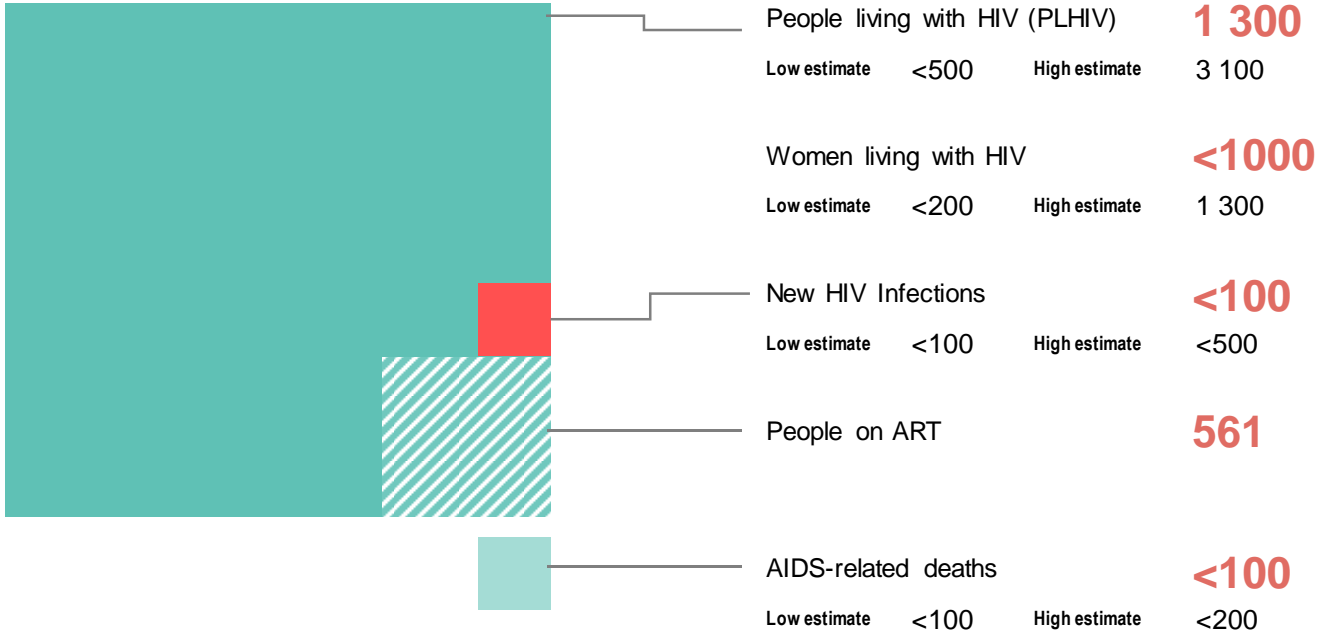 People living with HIV (PLHIV) 1 300
Low estimate <500 High estimate 3 100
Women living with HIV <1000
Low estimate <200 High estimate 1 300
New HIV Infections <100
Low estimate <100 High estimate <500
People on ART 561
AIDS-related deaths <100
Low estimate <100 High estimate <200